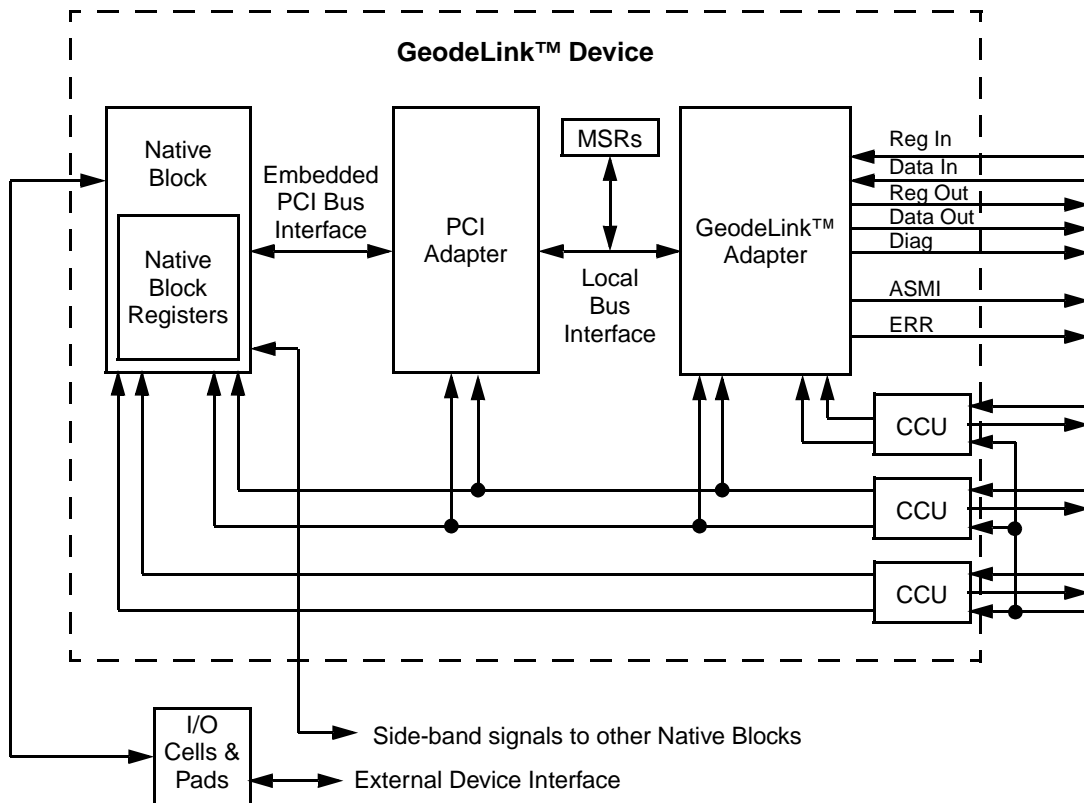 GeodeLink™ Device
Native
Block
Native
Block
Registers
Embedded
PCI Bus
Interface
PCI
Adapter
MSRs
Local
Bus
Interface
GeodeLink™
Adapter
Reg In
Data In
Reg Out
Data Out
Diag
ASMI
ERR
CCU
CCU
CCU
I/O
Cells &
Pads
Side-band signals to other Native Blocks
External Device Interface